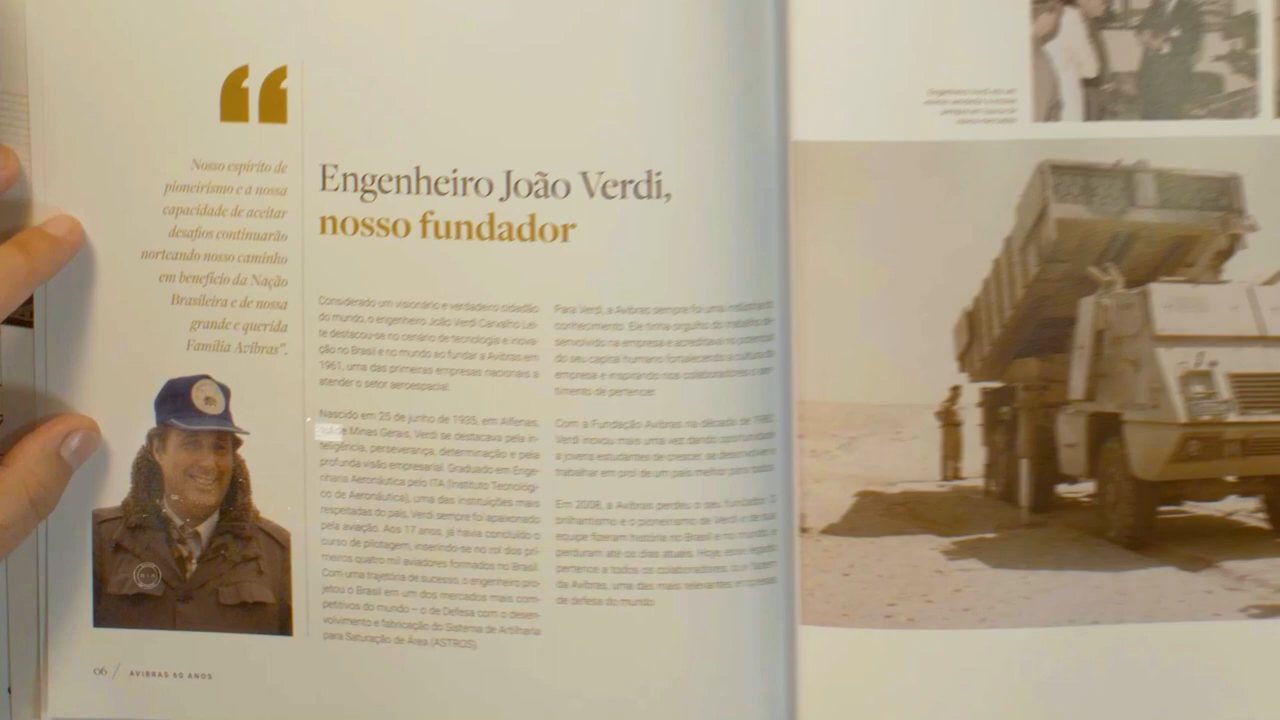 “
Nosso espírito de
pioneirismo e a nossa
capacidade de aceitar
desafios continuarão
norteando nosso caminho
em benefício da Nação
Brasileira e de nossa
grande e querida
Família Avibras”.
Engenheiro João Verdi,
nosso fundador
Considerado um visionário e verdadeiro cidadão
do mundo, o engenheiro João Verdi Carvalho Lei-
te destacou-se no cenário de tecnologia e inova-
ção no Brasil e no mundo ao fundar a Avibras em
1961, uma das primeiras empresas nacionais a
atender o setor aeroespacial.
Nascido em 25 de junho de 1935, em Alfenas,
sul de Minas Gerais, Verdi se destacava pela in-
teligência, perseverança, determinação e pela
profunda visão empresarial. Graduado em Enge-
nharia Aeronáutica pelo ITA (Instituto Tecnológi-
co de Aeronáutica), uma das instituições mais
respeitadas do país, Verdi sempre foi apaixonado
pela aviação. Aos 17 anos, já havia concluído o
curso de pilotagem, inserindo-se no rol dos pri-
meiros quatro mil aviadores formados no Brasil.
Com uma trajetória de sucesso, o engenheiro pro-
jetou o Brasil em um dos mercados mais com-
petitivos do mundo – o de Defesa com o desen-
volvimento e fabricação do Sistema de Artilharia
para Saturação de Área (ASTROS).
Para Verdi, a Avibras sempre foi uma indústria do
conhecimento. Ele tinha orgulho do trabalho de-
senvolvido na empresa e acreditava no potencial
do seu capital humano fortalecendo a cultura da
empresa e inspirando nos colaboradores o sen-
timento de pertencer.
Com a Fundação Avibras na década de
Verdi inovou mais uma vez dando oportunidade
a jovens estudantes de crescer, se desenvolver e
trabalhar em prol de um país melhor para todos.
Em 2008, a Avibras perdeu o seu fundador. O
brilhantismo e o pioneirismo de Verdi e de sua
equipe fizeram história no Brasil e no mundo, e
perduram até os dias atuais. Hoje, esse legado
pertence a todos os colaboradores, que fazem
da Avibras, uma das mais relevantes empresas
de defesa do mundo.
06 / AVIBRAS 60 ANOS